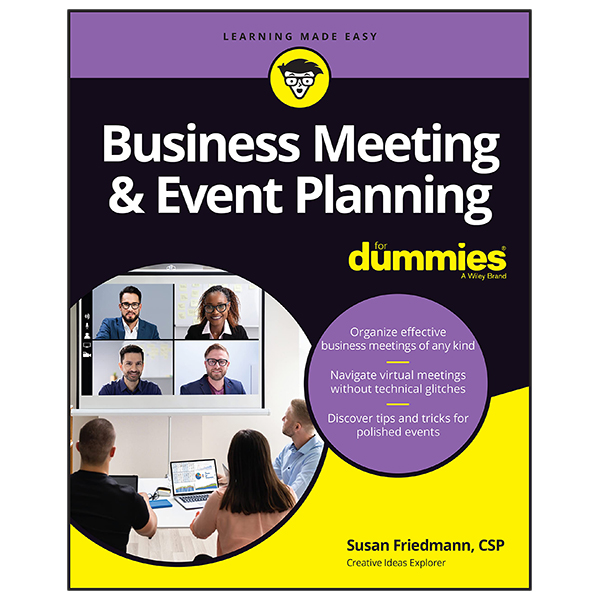 LEARNING MADE EASY
Business Meeting
& Event Planning
for
dummies®
A Wiley Brand
Organize effective
business meetings of any kind
Navigate virtual meetings
without technical glitches
Discover tips and tricks for
polished events
Susan Friedmann, CSP
Creative Ideas Explorer